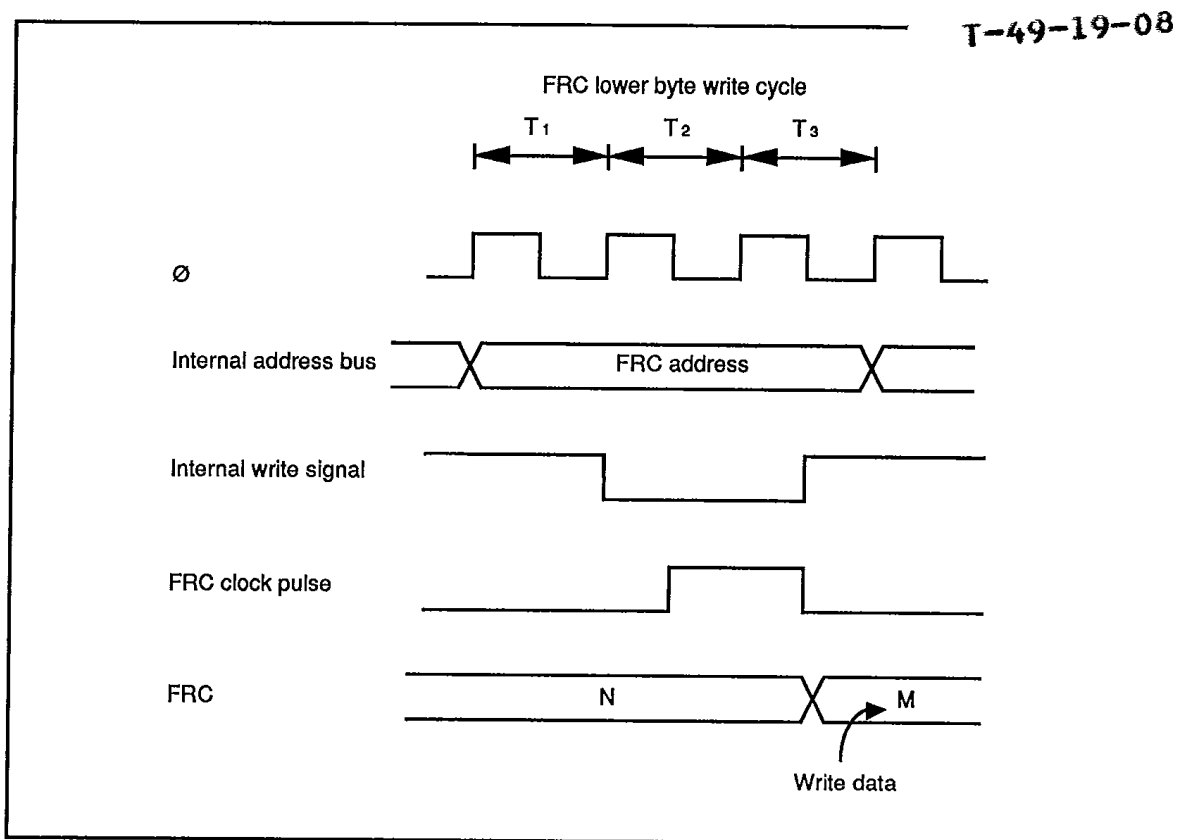 T-49-19-08
FRC lower byte write cycle
T1 T2 T3
Ø
Internal address bus FRC address
Internal write signal
FRC clock pulse
FRC N M
Write data